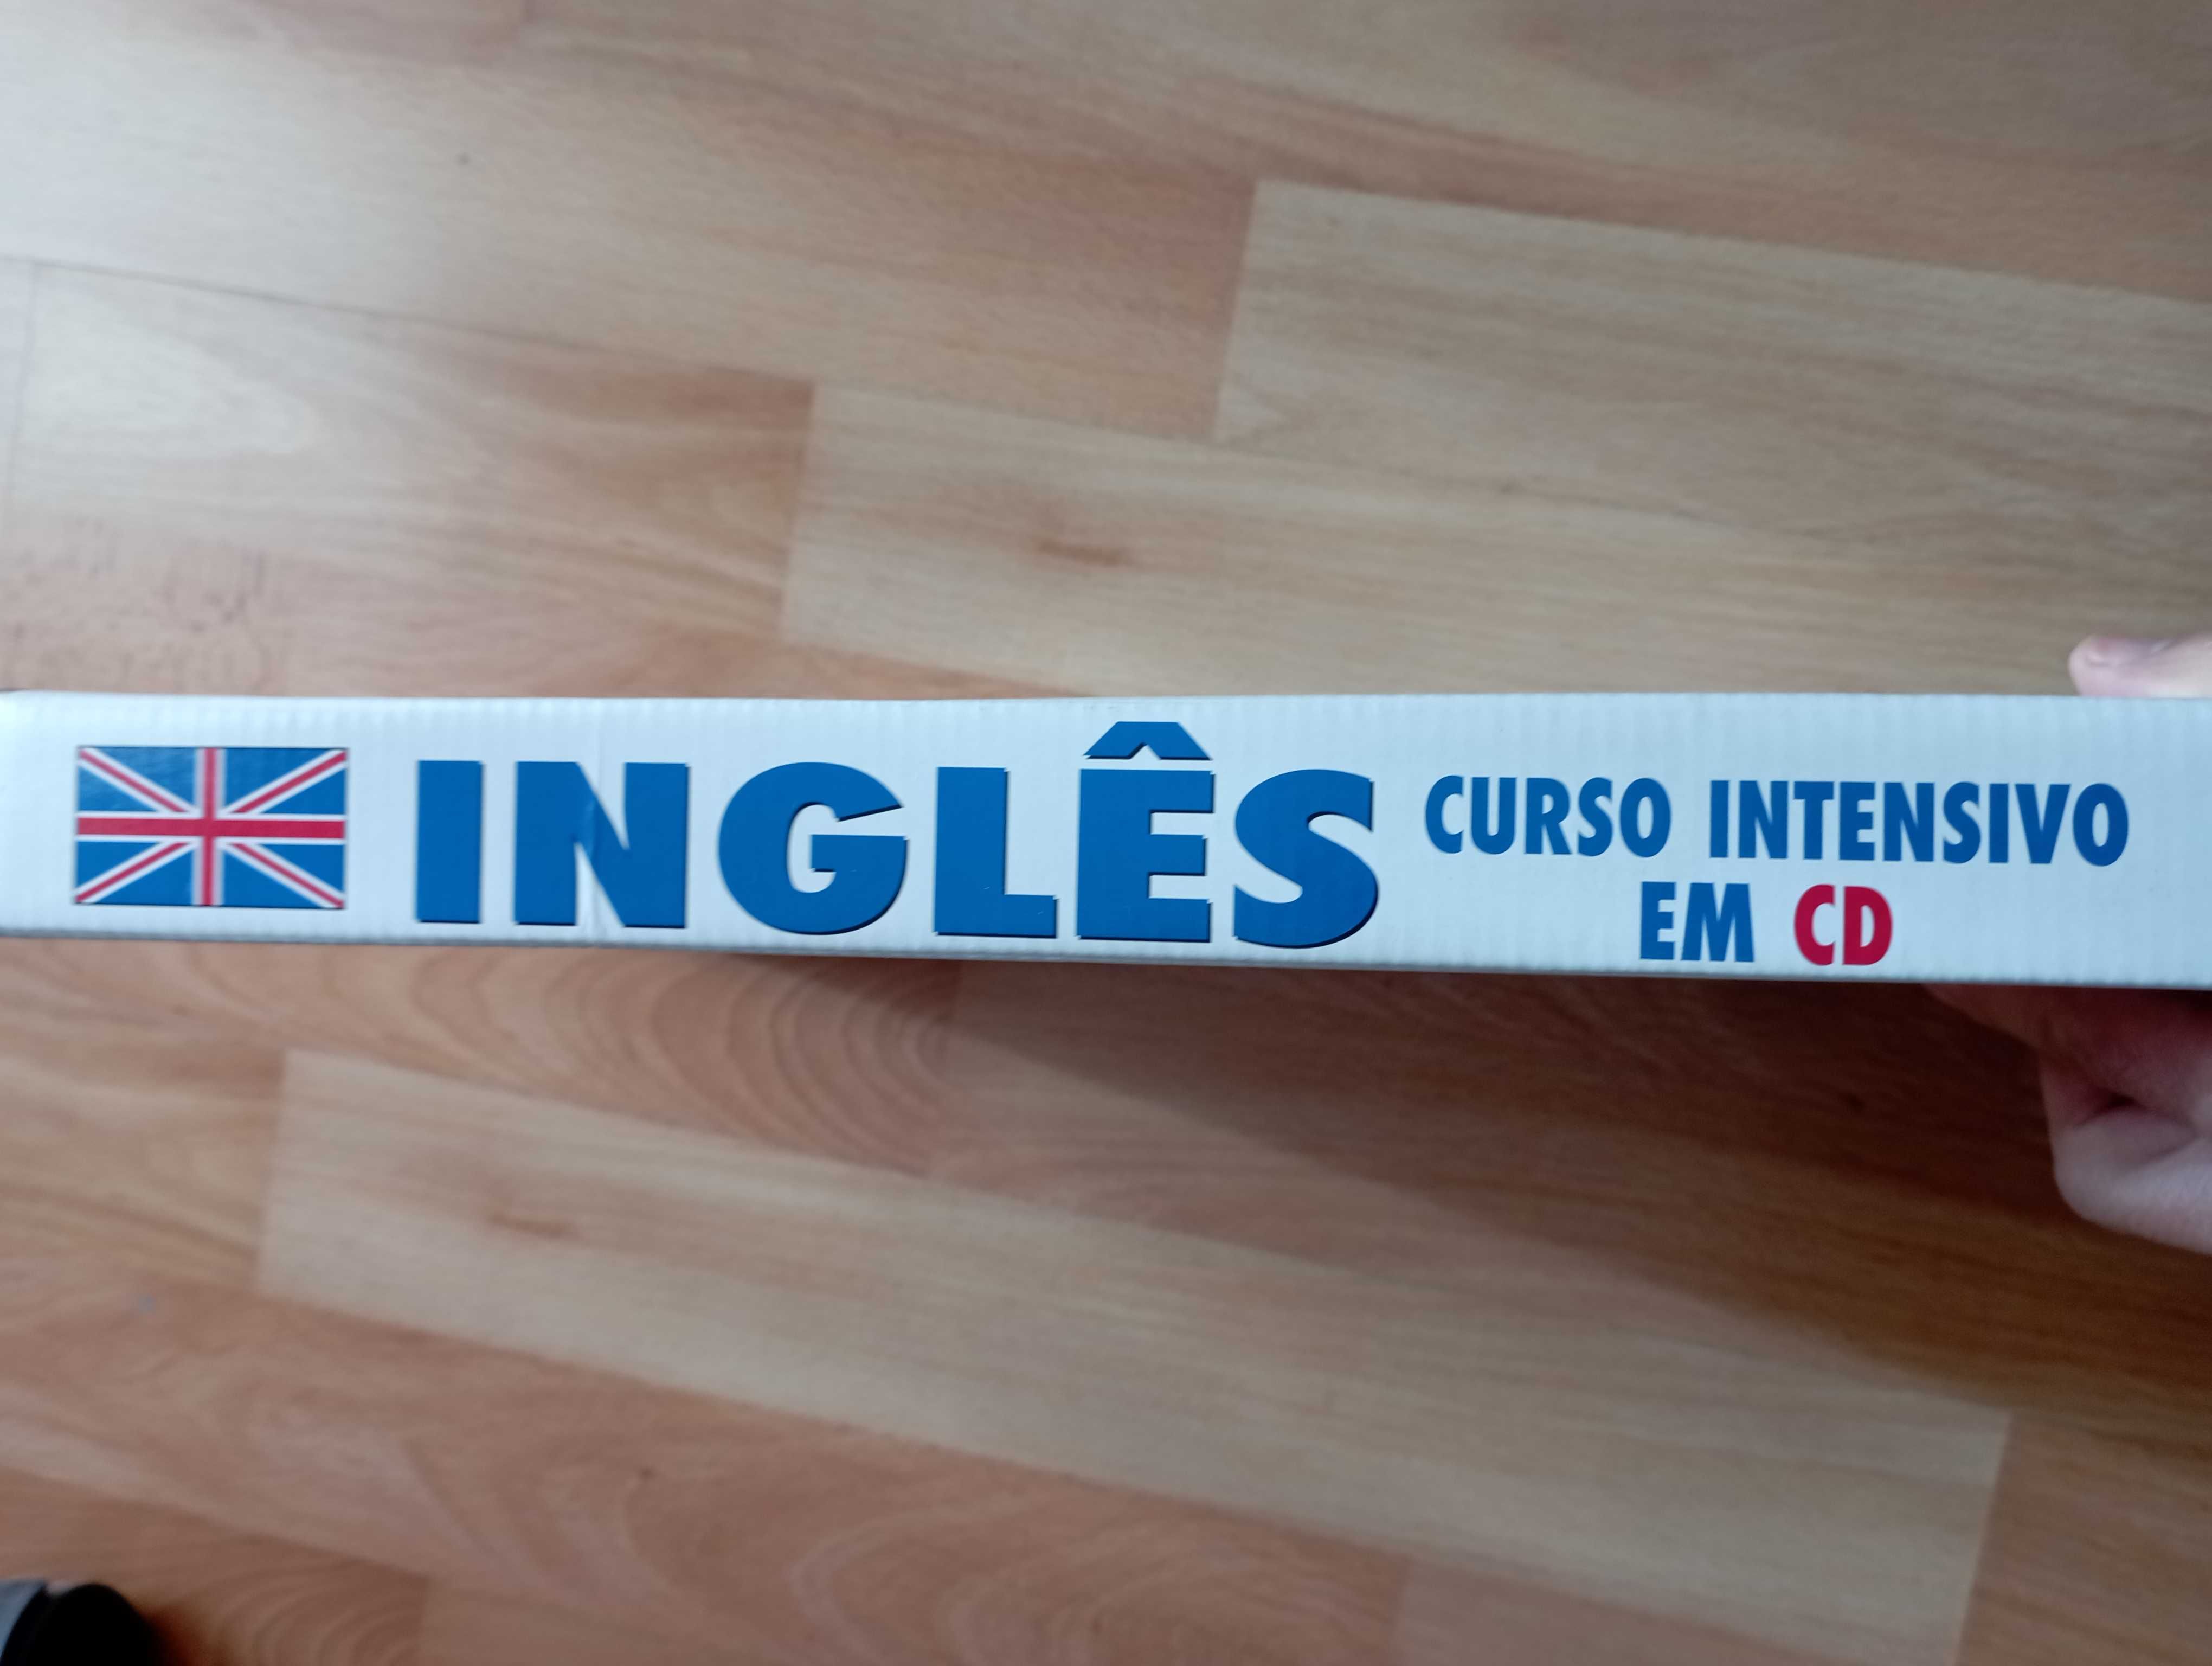 INGLÊS
CURSO INTENSIVO
EM CD